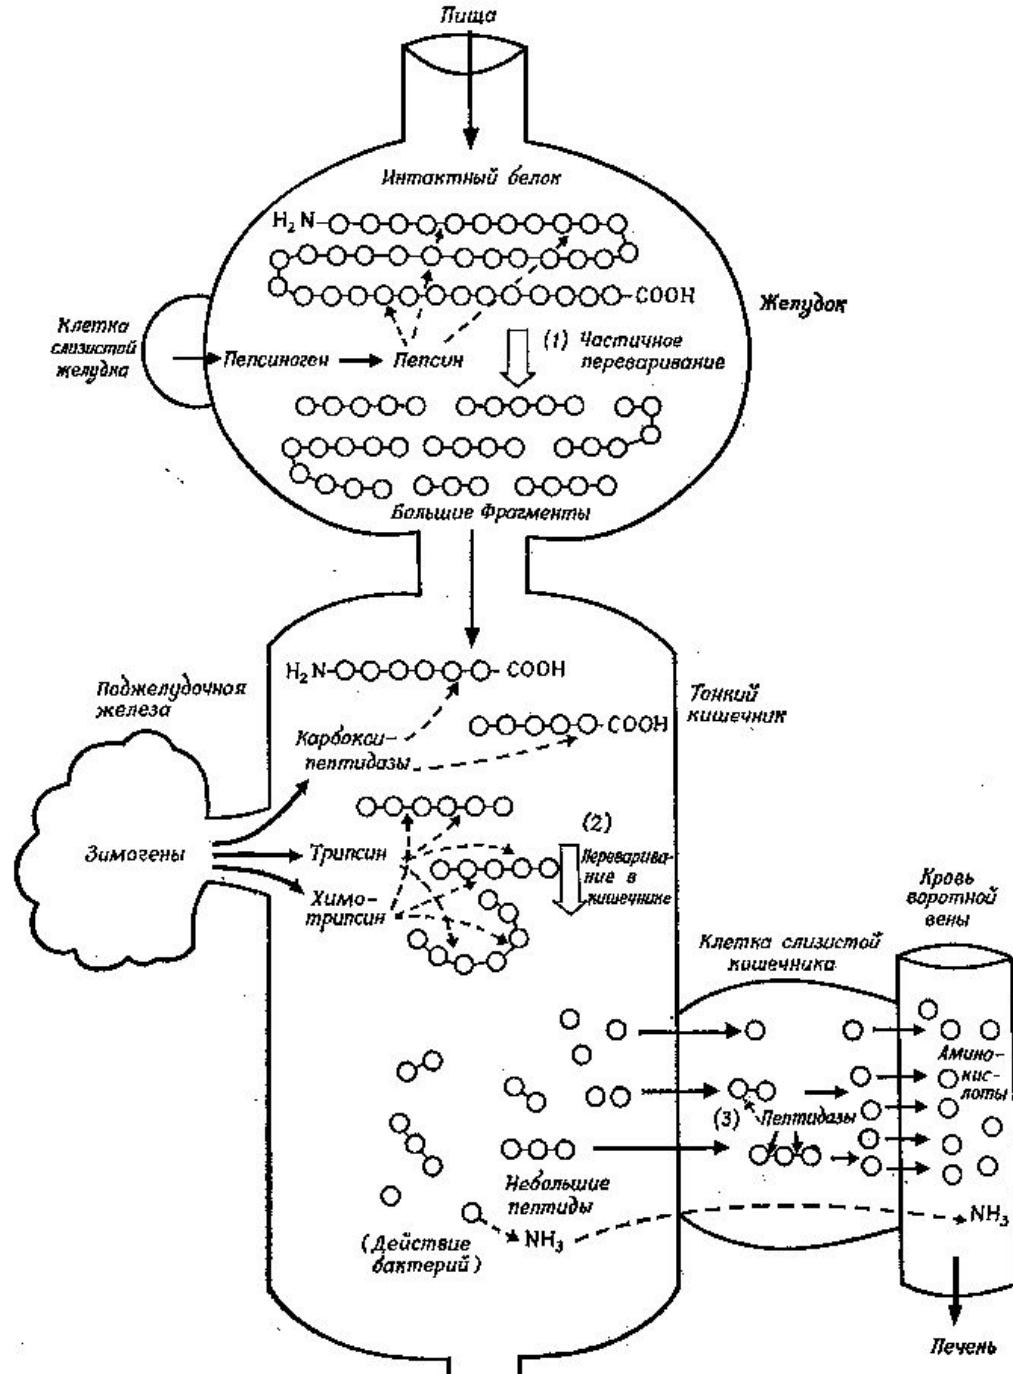 Пища
Интактный белок
H₂N
COOH
Желудок
Клетка
слизистой
желудка
Пепсиноген
Пепсин
(1) Частичное
переваривание
Большие фрагменты
H₂N
COOH
Поджелудочная
железа
Тонкий
кишечник
COOH
Карбокси-
пептидазы
Зимогены
Трипсин
Химо-
трипсин
(2)
Переварива-
ние в
кишечнике
Кровь
воротной
вены
Клетка слизистой
кишечника
Амино-
кис-
лоты
(3) Пептидазы
Небольшие
пептиды
(Действие
бактерий)
NH₃
NH₃
Печень